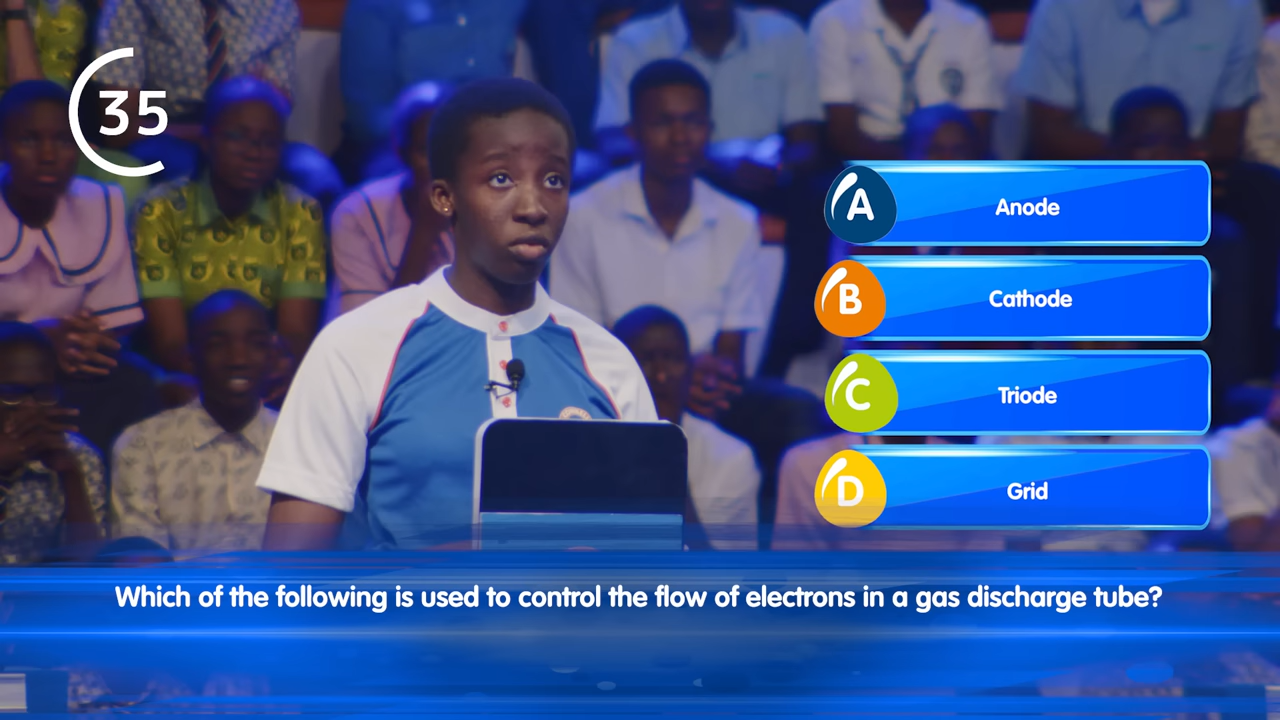 35
A Anode
B Cathode
C Triode
D Grid
Which of the following is used to control the flow of electrons in a gas discharge tube?